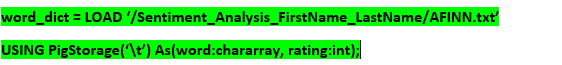 word_dict = LOAD ‘/Sentiment_Analysis_FirstName_LastName/AFINN.txt’
USING PigStorage(‘\t’) As(word:chararray, rating:int);